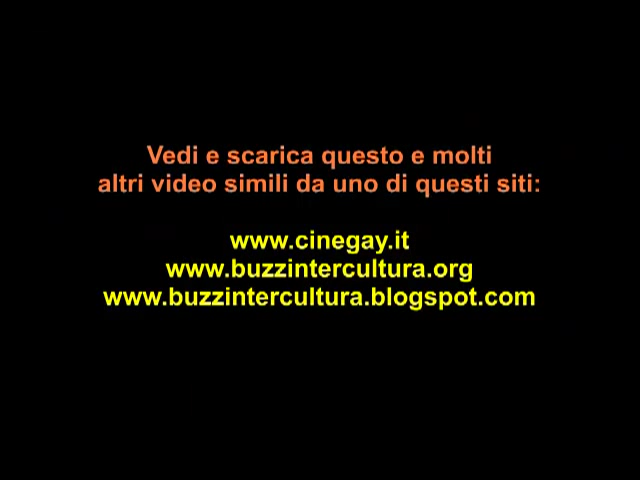 Vedi e scarica questo e molti
altri video simili da uno di questi siti:
www.cinegay.it
www.buzzintercultura.org
www.buzzintercultura.blogspot.com